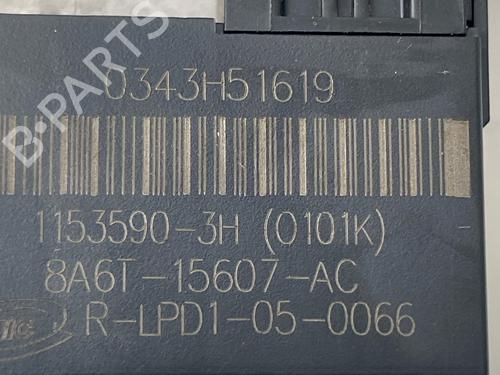 B-PARTS
0343H51619
1153590-3H (0101K)
8A6T-15607-AC
R-LPD1-05-0066